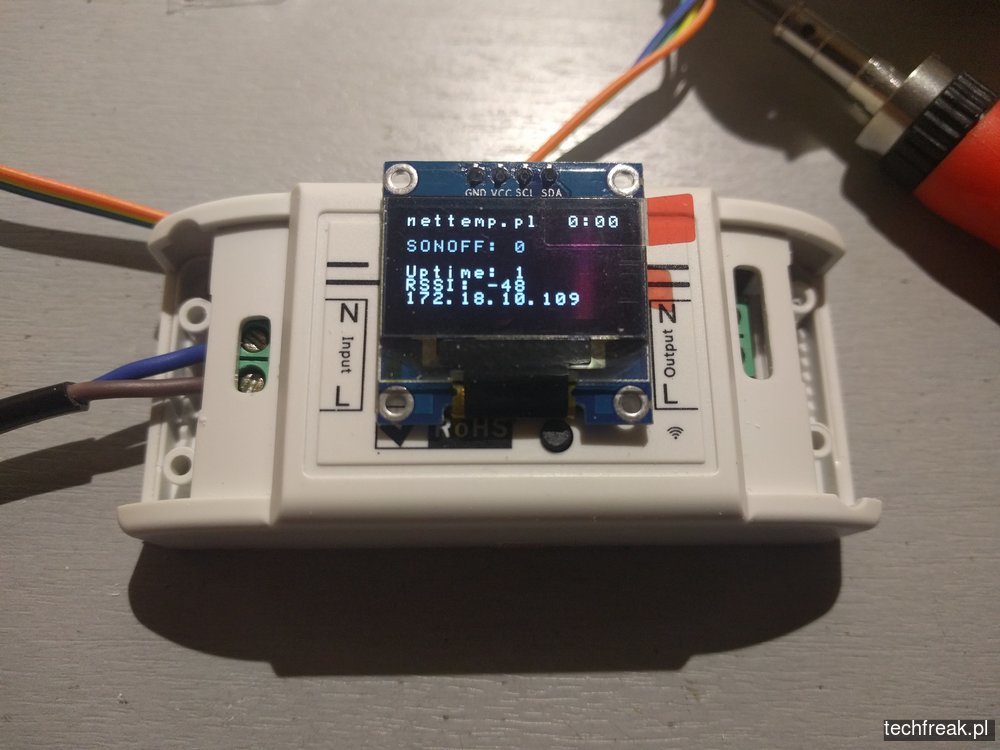 GND VCC SCL SDA
nettemp.pl 0:00
SONOFF: 0
Uptime: 1
RSSI: -48
172.18.10.109
N
Input
L
N
Output
L
RoHS
techfreak.pl